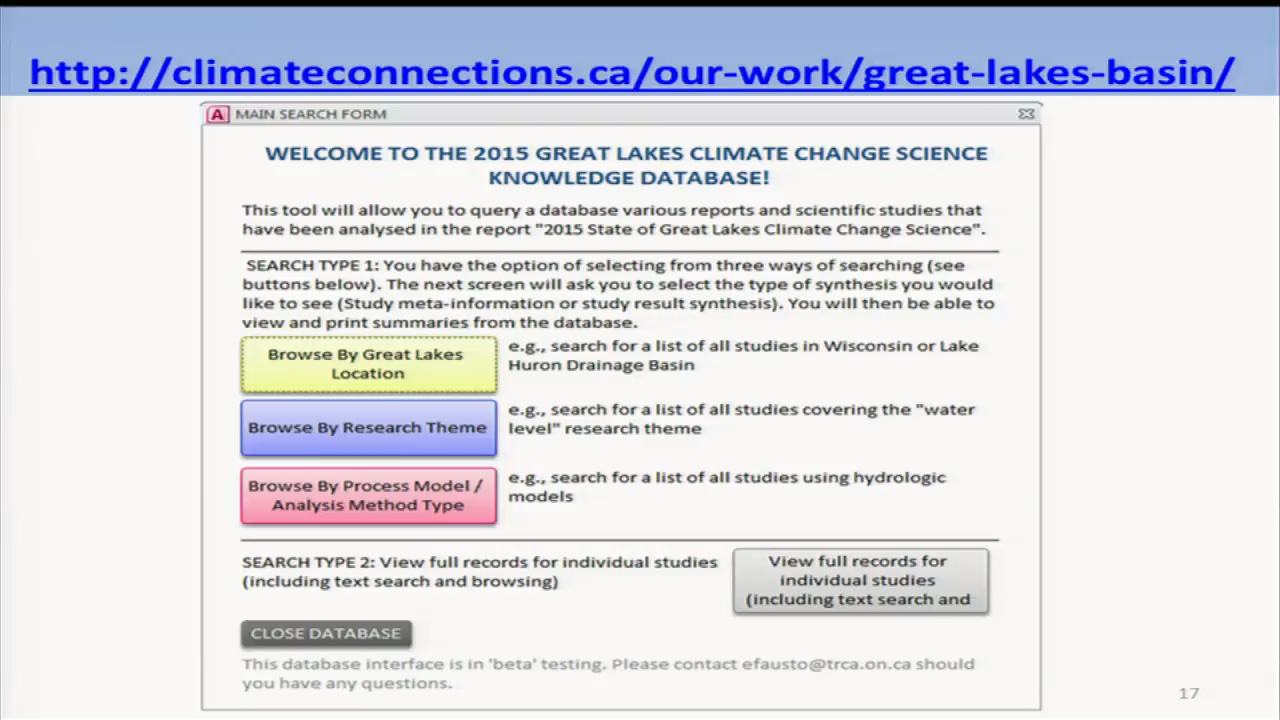 http://climateconnections.ca/our-work/great-lakes-basin/
A MAIN SEARCH FORM
WELCOME TO THE 2015 GREAT LAKES CLIMATE CHANGE SCIENCE
KNOWLEDGE DATABASE!
This tool will allow you to query a database various reports and scientific studies that
have been analysed in the report "2015 State of Great Lakes Climate Change Science".
SEARCH TYPE 1: You have the option of selecting from three ways of searching (see
buttons below). The next screen will ask you to select the type of synthesis you would
like to see (Study meta-information or study result synthesis). You will then be able to
view and print summaries from the database.
Browse By Great Lakes
Location
e.g., search for a list of all studies in Wisconsin or Lake
Huron Drainage Basin
Browse By Research Theme
e.g., search for a list of all studies covering the "water
level" research theme
Browse By Process Model /
Analysis Method Type
e.g., search for a list of all studies using hydrologic
models
SEARCH TYPE 2: View full records for individual studies
(including text search and browsing)
View full records for
individual studies
(including text search and
CLOSE DATABASE
This database interface is in 'beta' testing. Please contact efausto@trca.on.ca should
you have any questions.
17